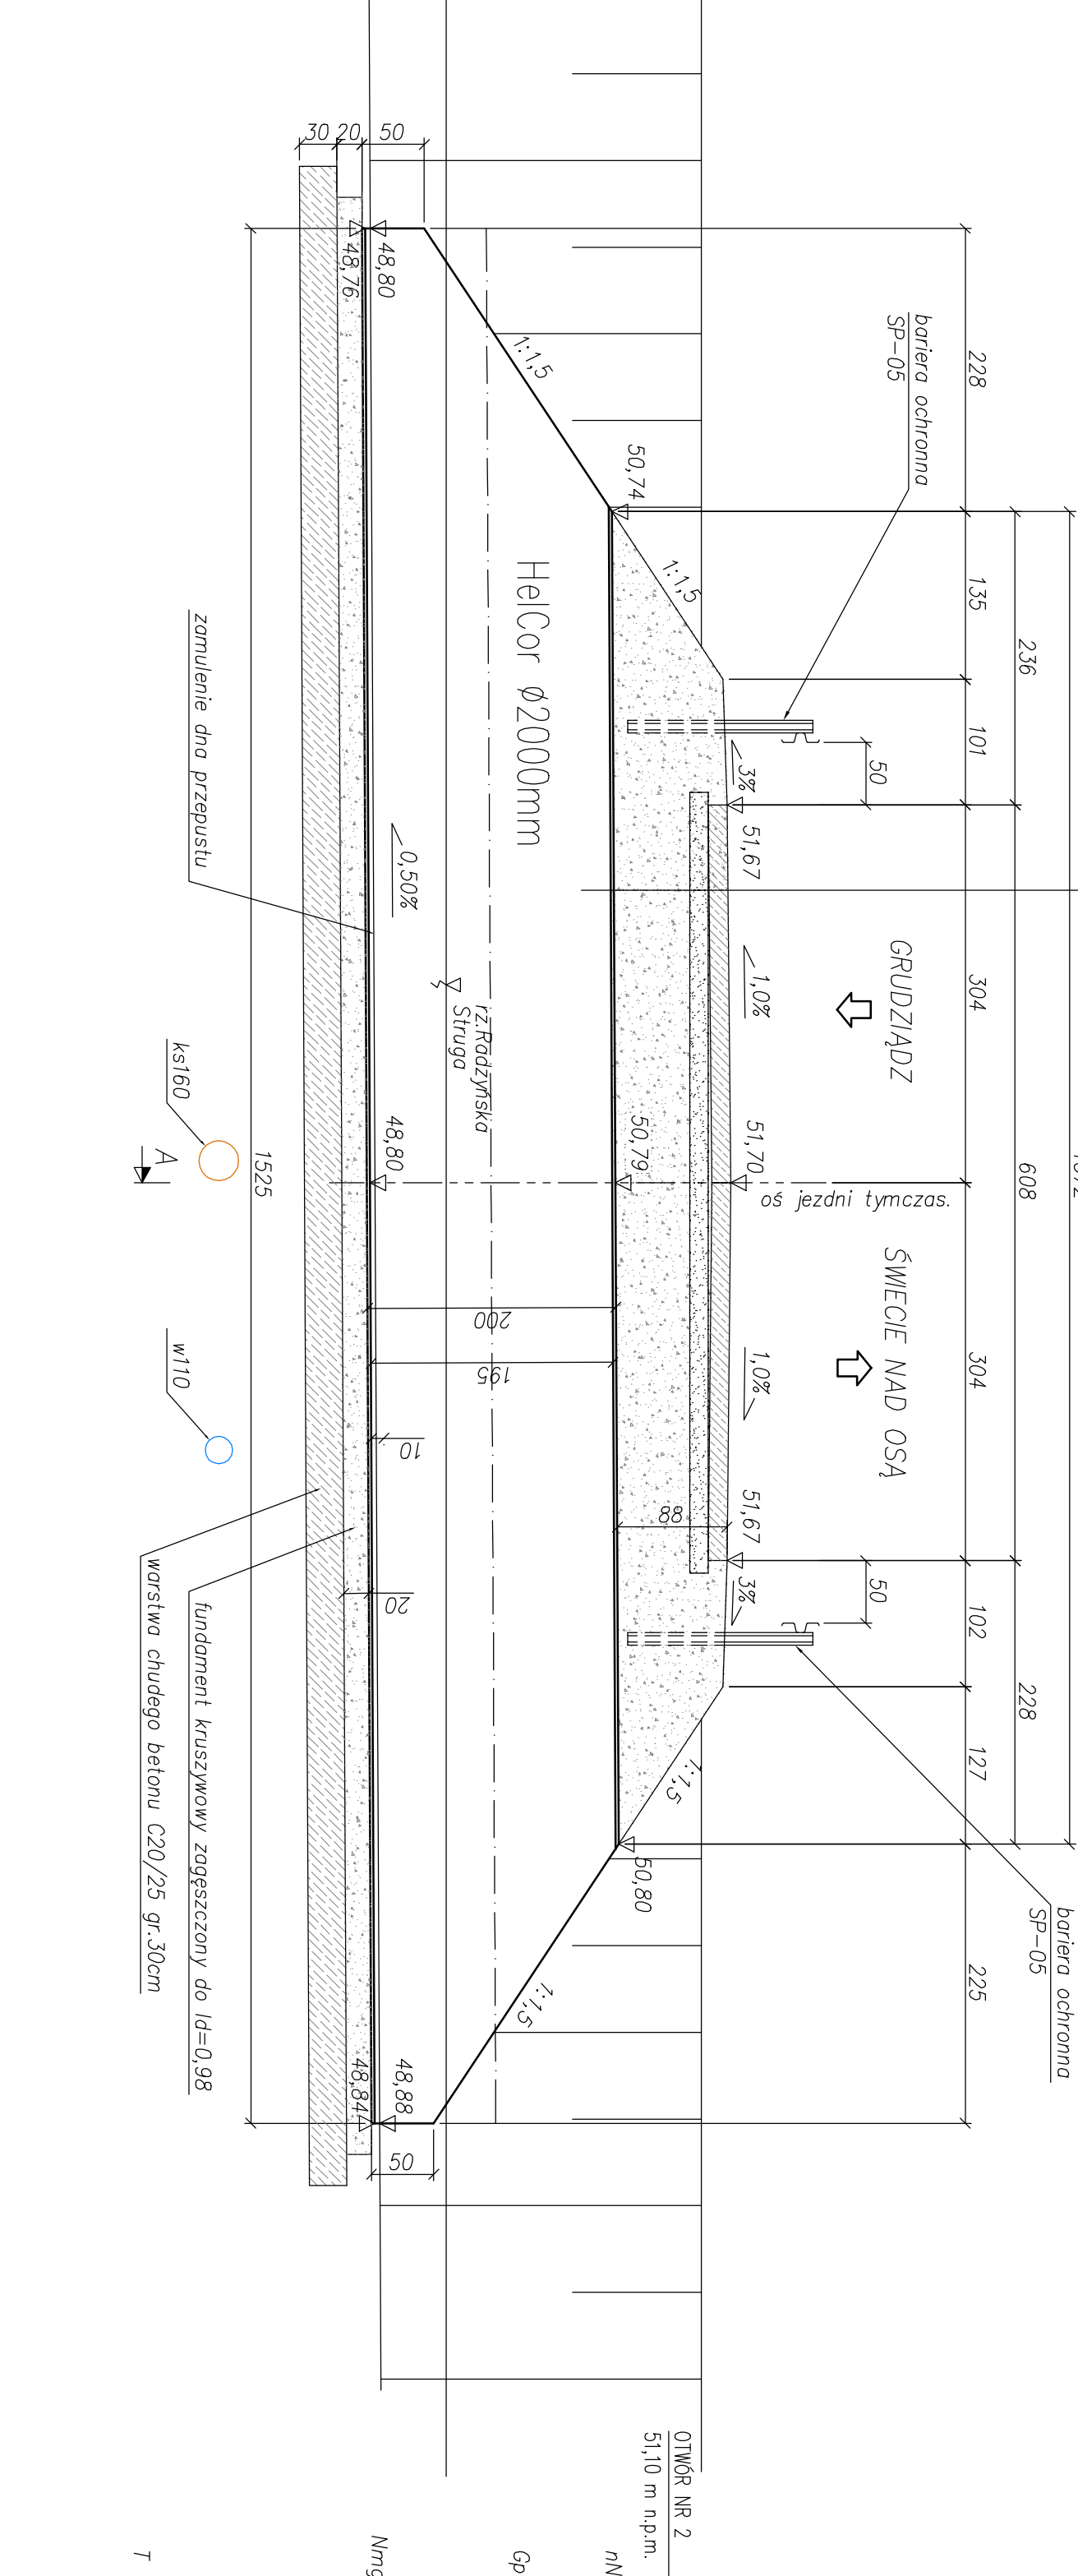 bariera ochronna
SP-05
228
135
101
304
304
102
127
225
236
608
228
50
50
GRUDZIĄDZ
ŚWIECIE NAD OSĄ
oś jezdni tymczas.
3%
1,0%
1,0%
3%
51,67
51,70
51,67
88
1:1,5
1:1,5
1:1,5
1:1,5
50,74
50,79
50,80
HelCor Ø2000mm
rz.Radzyńska
Struga
200
195
10
20
0,50%
30
20
50
50
48,80
48,76
48,80
48,88
48,84
zamulenie dna przepustu
1525
ks160
A
w110
fundament kruszywowy zagęszczony do Id=0,98
warstwa chudego betonu C20/25 gr.30cm
bariera ochronna
SP-05
OTWÓR NR 2
51,10 m n.p.m.
Gp
T